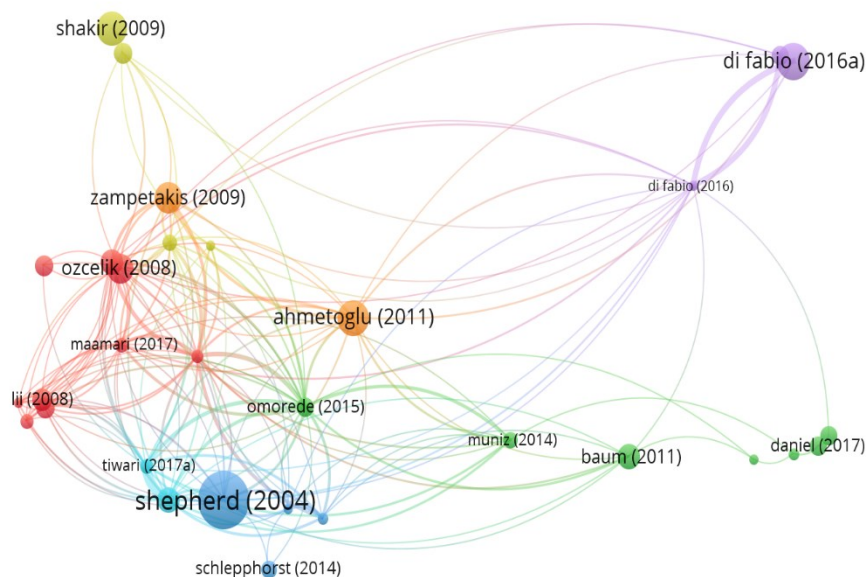 shakir (2009)
di fabio (2016a)
di fabio (2016)
zampetakis (2009)
ozcelik (2008)
ahmetoglu (2011)
maamari (2017)
lii (2008)
omorede (2015)
muniz (2014)
daniel (2017)
baum (2011)
tiwari (2017a)
shepherd (2004)
schlepphorst (2014)